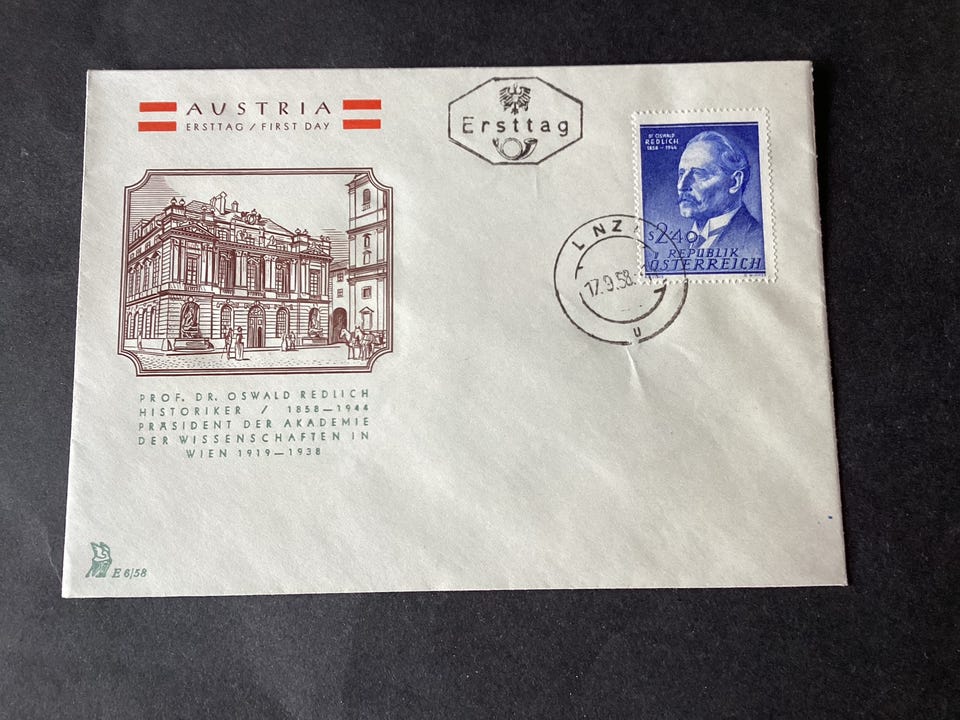 AUSTRIA
ERSTTAG / FIRST DAY
Ersttag
DR OSWALD
REDLICH
1858 - 1944
S 2·40
REPUBLIK
ÖSTERREICH
LINZ
17.9.58.
u
PROF. DR. OSWALD REDLICH
HISTORIKER / 1858—1944
PRÄSIDENT DER AKADEMIE
DER WISSENSCHAFTEN IN
WIEN 1919—1938
E 6/58